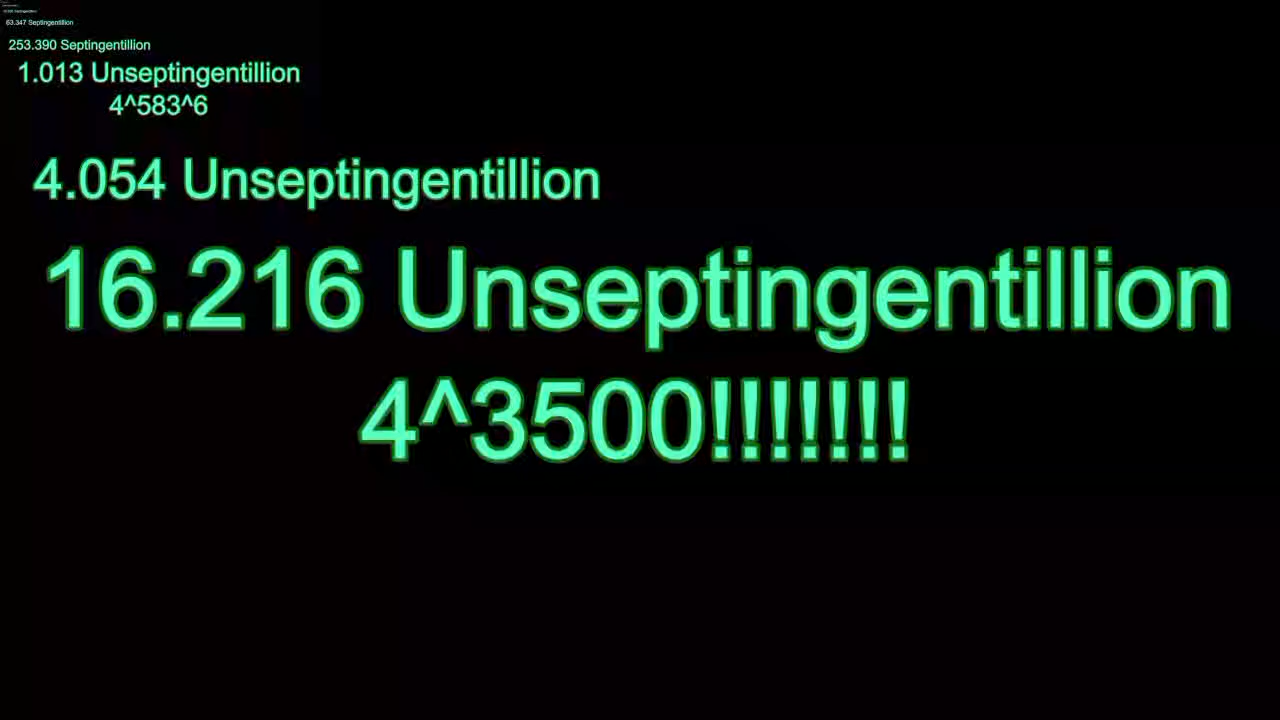 63.347 Septingentillion
253.390 Septingentillion
1.013 Unseptingentillion
4^583^6
4.054 Unseptingentillion
16.216 Unseptingentillion
4^3500!!!!!!!